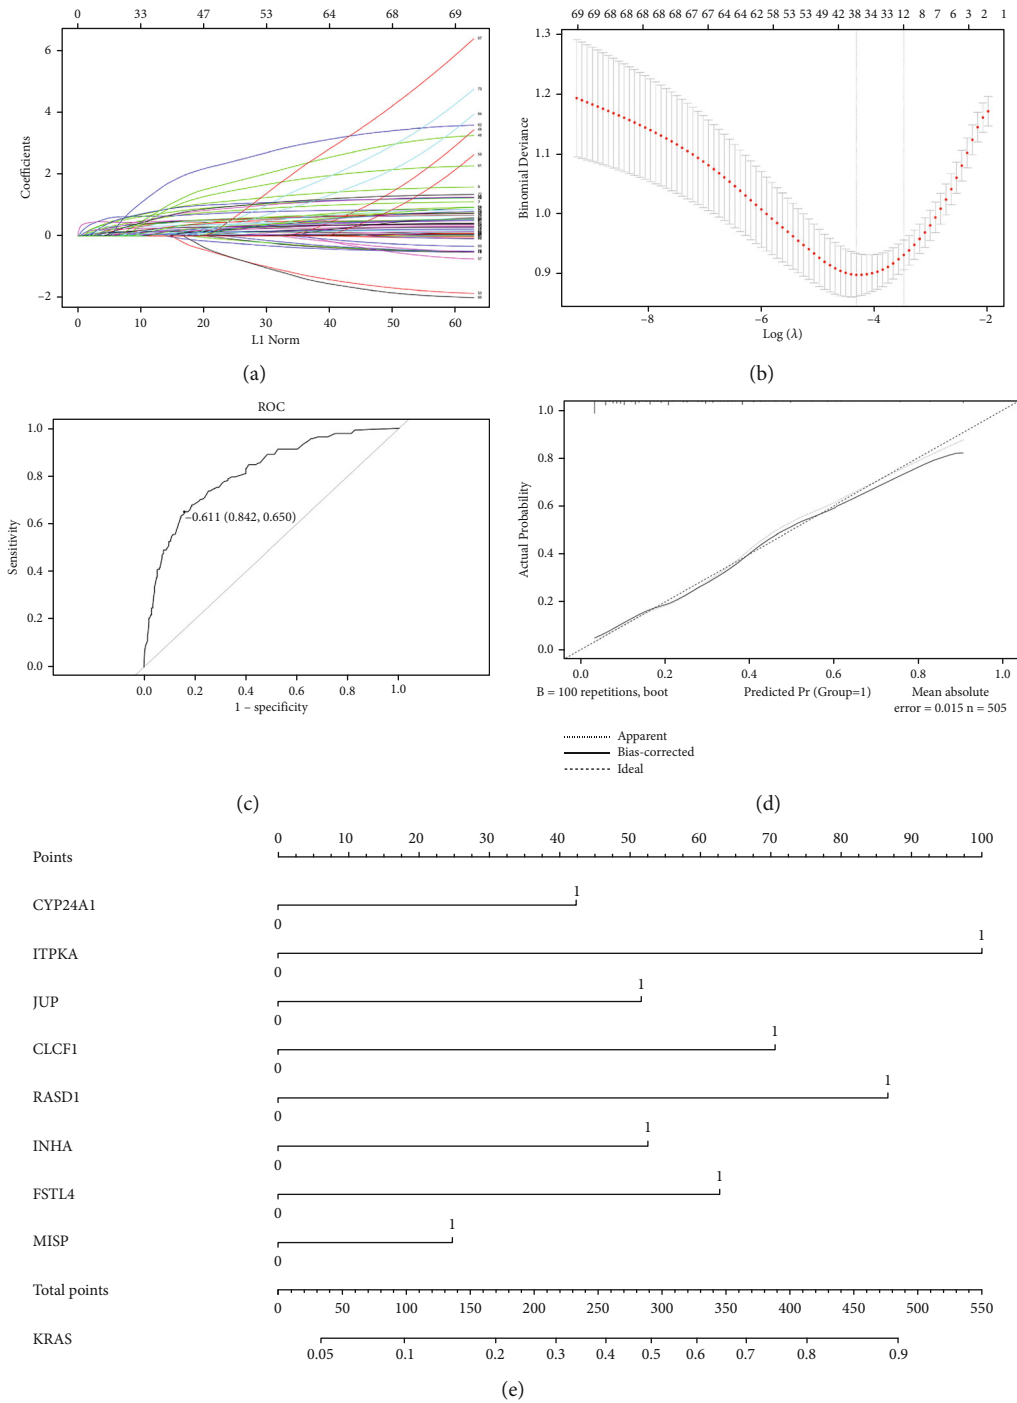 0 13 47 53 64 68 69
6
4
2
0
−2
Coefficients
0 10 20 30 40 50 60
L1 Norm
(a)
69 69 68 68 68 68 68 67 67 64 64 62 58 53 53 49 42 38 34 33 12 8 7 6 3 2 1
1.3
1.2
1.1
1.0
0.9
Binomial Deviance
−8 −6 −4 −2
Log (λ)
(b)
ROC
1.0
0.8
0.6
0.4
0.2
0.0
Sensitivity
−0.611 (0.842, 0.650)
0.0 0.2 0.4 0.6 0.8 1.0
1 – specificity
(c)
1.0
0.8
0.6
0.4
0.2
0.0
Actual Probability
0.0 0.2 0.4 0.6 0.8 1.0
B = 100 repetitions, boot Predicted Pr (Group=1) Mean absolute
error = 0.015 n = 505
Apparent
Bias-corrected
Ideal
(d)
0 10 20 30 40 50 60 70 80 90 100
Points
CYP24A1
0 1
ITPKA
0 1
JUP
0 1
CLCF1
0 1
RASD1
0 1
INHA
0 1
FSTL4
0 1
MISP
0 1
Total points
0 50 100 150 200 250 300 350 400 450 500 550
KRAS
0.05 0.1 0.2 0.3 0.4 0.5 0.6 0.7 0.8 0.9
(e)